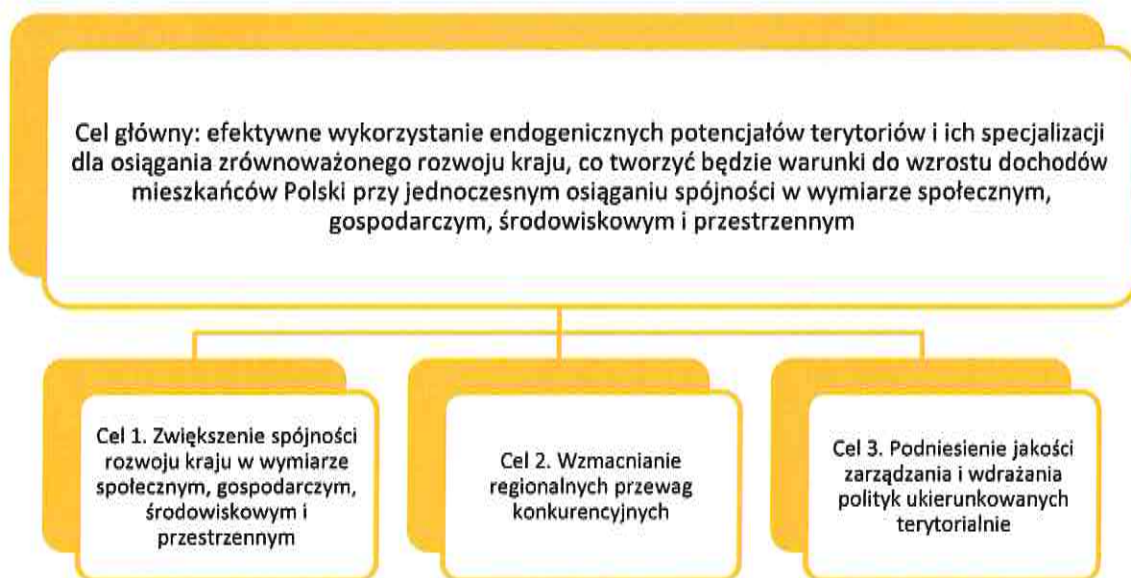 Cel główny: efektywne wykorzystanie endogenicznych potencjałów terytoriów i ich specjalizacji
dla osiągania zrównoważonego rozwoju kraju, co tworzyć będzie warunki do wzrostu dochodów
mieszkańców Polski przy jednoczesnym osiąganiu spójności w wymiarze społecznym,
gospodarczym, środowiskowym i przestrzennym
Cel 1. Zwiększenie spójności
rozwoju kraju w wymiarze
społecznym, gospodarczym,
środowiskowym i
przestrzennym
Cel 2. Wzmacnianie
regionalnych przewag
konkurencyjnych
Cel 3. Podniesienie jakości
zarządzania i wdrażania
polityk ukierunkowanych
terytorialnie